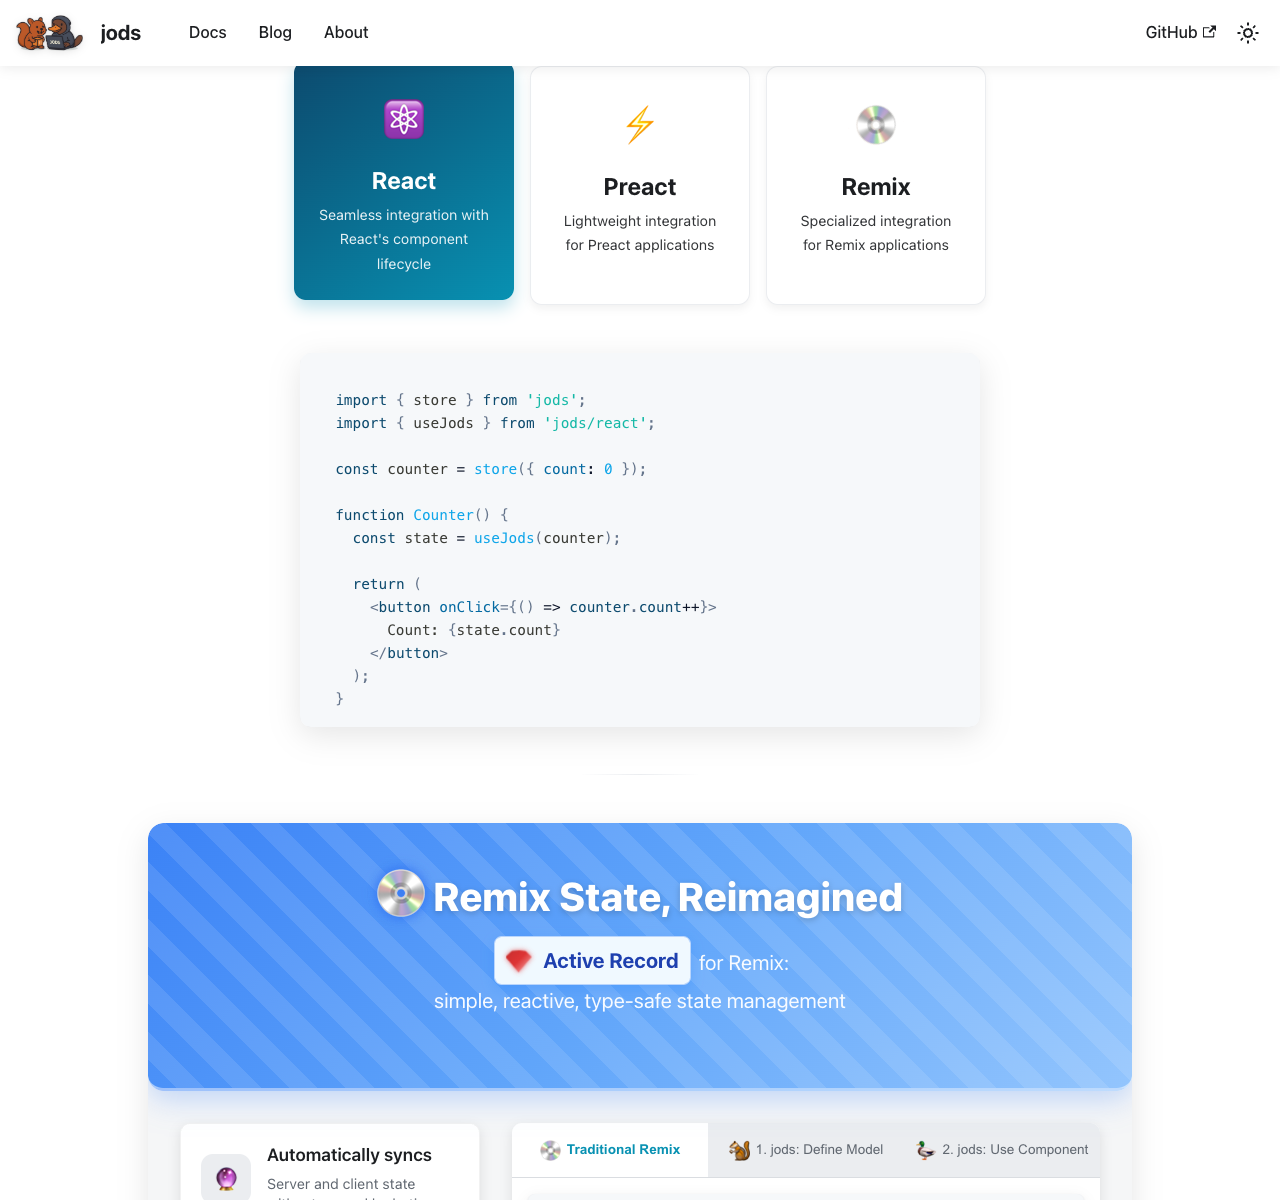 jods
Docs
Blog
About
GitHub
React
Seamless integration with
React's component
lifecycle
Preact
Lightweight integration
for Preact applications
Remix
Specialized integration
for Remix applications
import { store } from 'jods';
import { useJods } from 'jods/react';
const counter = store({ count: 0 });
function Counter() {
const state = useJods(counter);
return (
<button onClick={() => counter.count++}>
Count: {state.count}
</button>
);
}
Remix State, Reimagined
Active Record for Remix:
simple, reactive, type-safe state management
Automatically syncs
Server and client state
Traditional Remix
1. jods: Define Model
2. jods: Use Component